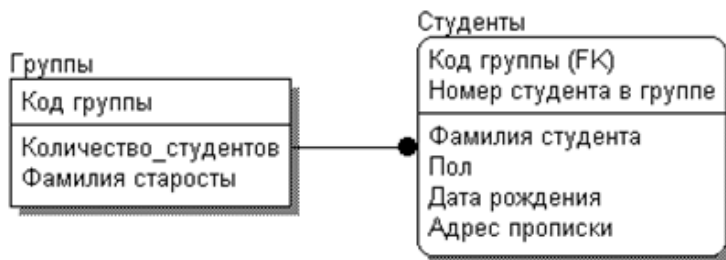 Группы
Код группы
Количество_студентов
Фамилия старосты
Студенты
Код группы (FK)
Номер студента в группе
Фамилия студента
Пол
Дата рождения
Адрес прописки